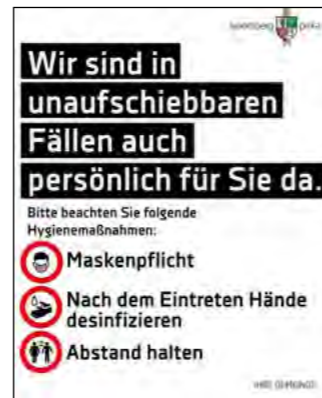 Wir sind in
unaufschiebbaren
Fällen auch
persönlich für Sie da.
Bitte beachten Sie folgende
Hygienemaßnahmen:
Maskenpflicht
Nach dem Eintreten Hände
desinfizieren
Abstand halten